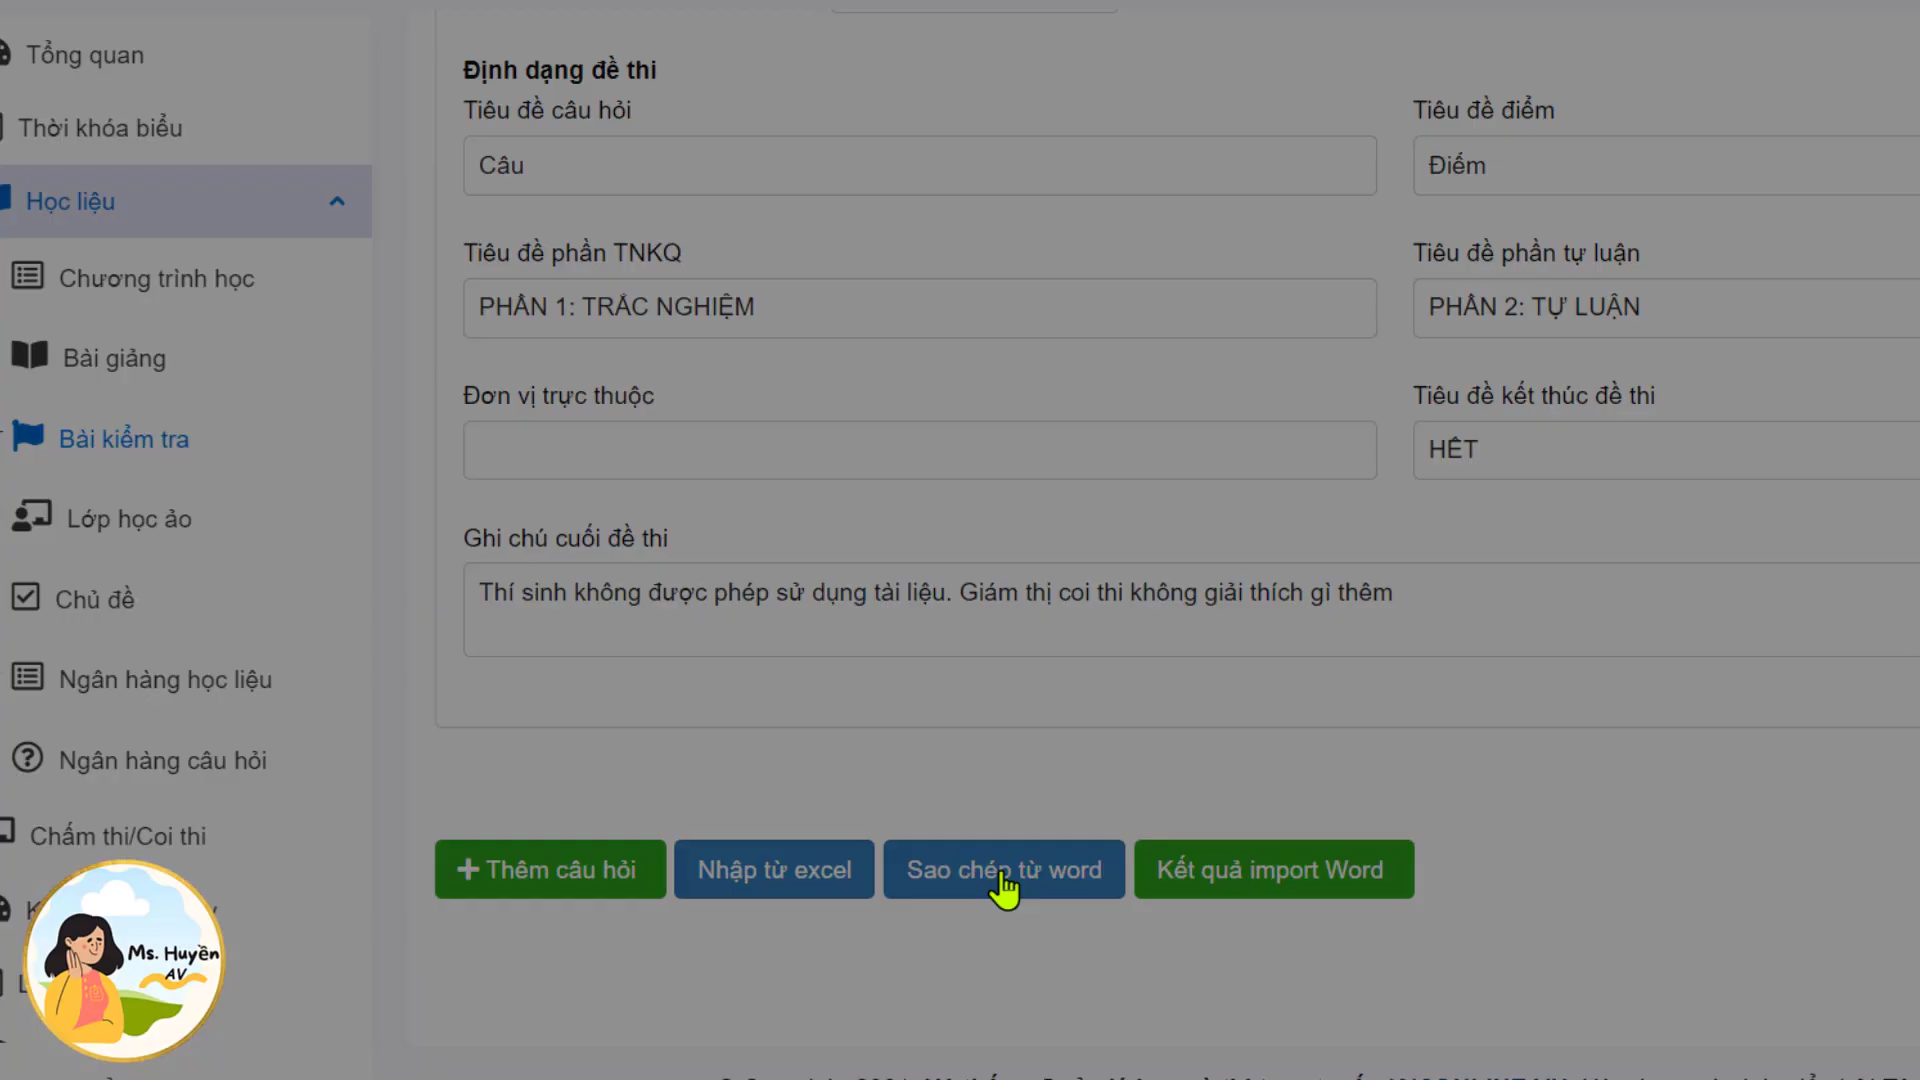 Tổng quan
Thời khóa biểu
Học liệu
Chương trình học
Bài giảng
Bài kiểm tra
Lớp học ảo
Chủ đề
Ngân hàng học liệu
Ngân hàng câu hỏi
Chấm thi/Coi thi
Ms. Huyền
AV
Định dạng đề thi
Tiêu đề câu hỏi
Tiêu đề điểm
Câu
Điểm
Tiêu đề phần TNKQ
Tiêu đề phần tự luận
PHẦN 1: TRẮC NGHIỆM
PHẦN 2: TỰ LUẬN
Đơn vị trực thuộc
Tiêu đề kết thúc đề thi
HẾT
Ghi chú cuối đề thi
Thí sinh không được phép sử dụng tài liệu. Giám thị coi thi không giải thích gì thêm
Thêm câu hỏi
Nhập từ excel
Sao chép từ word
Kết quả import Word